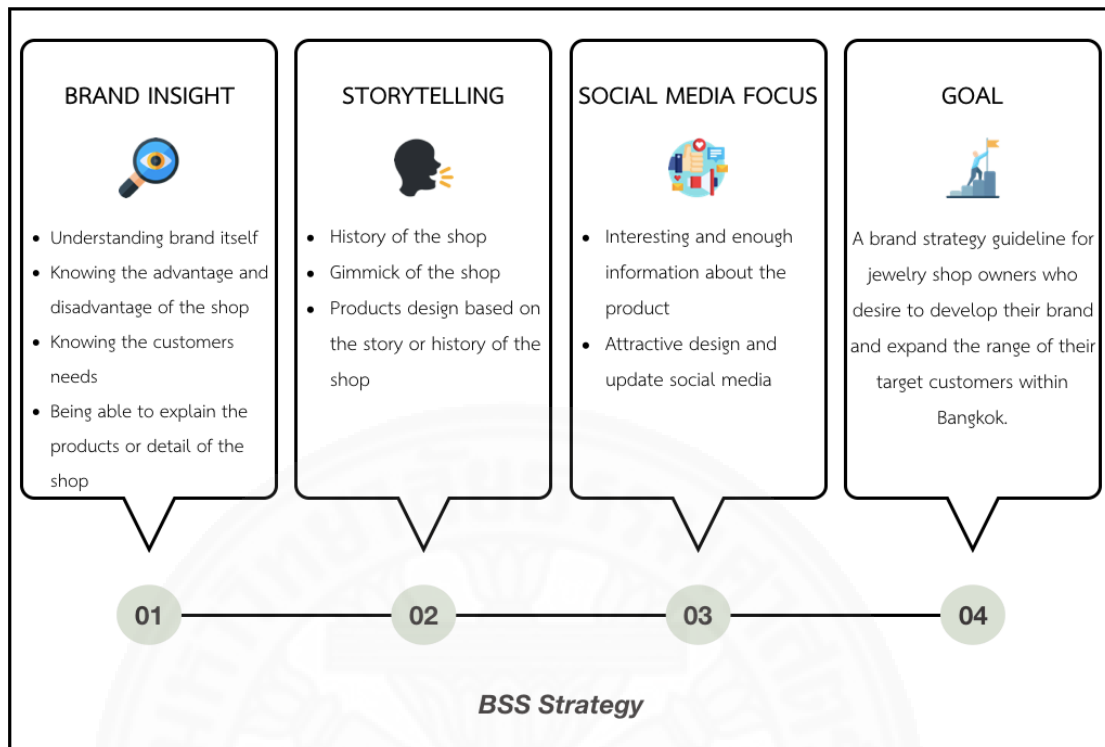 BRAND INSIGHT
• Understanding brand itself
• Knowing the advantage and
disadvantage of the shop
• Knowing the customers
needs
• Being able to explain the
products or detail of the
shop
STORYTELLING
• History of the shop
• Gimmick of the shop
• Products design based on
the story or history of the
shop
SOCIAL MEDIA FOCUS
• Interesting and enough
information about the
product
• Attractive design and
update social media
GOAL
A brand strategy guideline for
jewelry shop owners who
desire to develop their brand
and expand the range of their
target customers within
Bangkok.
01
02
03
04
BSS Strategy